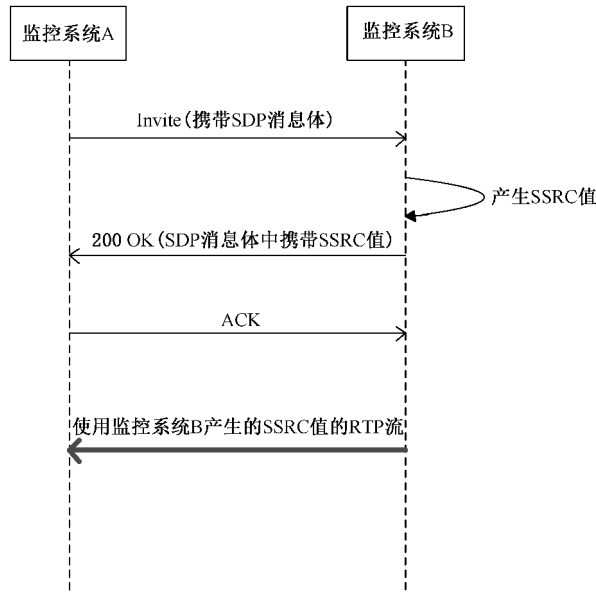 监控系统A
监控系统B
Invite(携带SDP消息体)
产生SSRC值
200 OK(SDP消息体中携带SSRC值)
ACK
使用监控系统B产生的SSRC值的RTP流